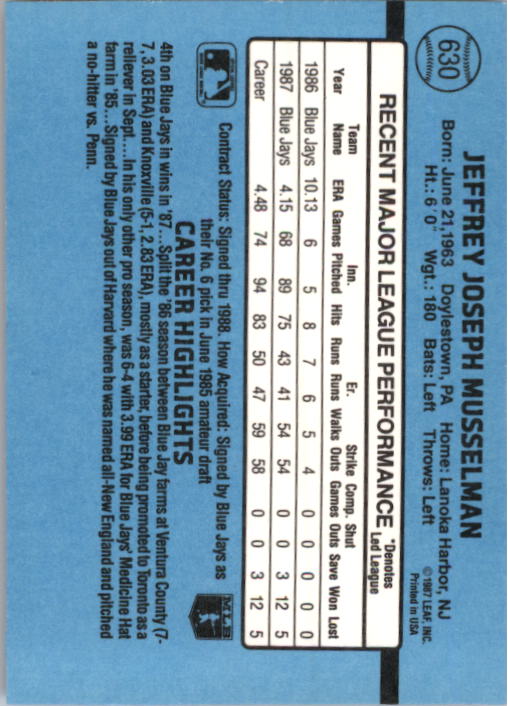 630
JEFFREY JOSEPH MUSSELMAN
Born: June 21, 1963 Doylestown, PA Home: Lanoka Harbor, NJ
Ht.: 6'0" Wgt.: 180 Bats: Left Throws: Left
©1987 LEAF, INC.
Printed in USA
RECENT MAJOR LEAGUE PERFORMANCE *Denotes
Led League
Team Inn. Er. Strike Comp. Shut
Year Name ERA Games Pitched Hits Runs Runs Walks Outs Games Outs Save Won Lost
1986 Blue Jays 10.13 6 5 8 7 6 5 4 0 0 0 0 0
1987 Blue Jays 4.15 68 89 75 43 41 54 54 0 0 3 12 5
Career 4.48 74 94 83 50 47 59 58 0 0 3 12 5
Contract Status: Signed thru 1988. How Acquired: Signed by Blue Jays as
their No. 6 pick in June 1985 amateur draft
MLB
CAREER HIGHLIGHTS
4th on Blue Jays in wins in '87...Split the '86 season between Blue Jay farms at Ventura County (7-
7, 3.03 ERA) and Knoxville (5-1, 2.83 ERA), mostly as a starter, before being promoted to Toronto as a
reliever in Sept....In his only other pro season, was 6-4 with 3.99 ERA for Blue Jays' Medicine Hat
farm in '85...Signed by Blue Jays out of Harvard where he was named all-New England and pitched
a no-hitter vs. Penn.